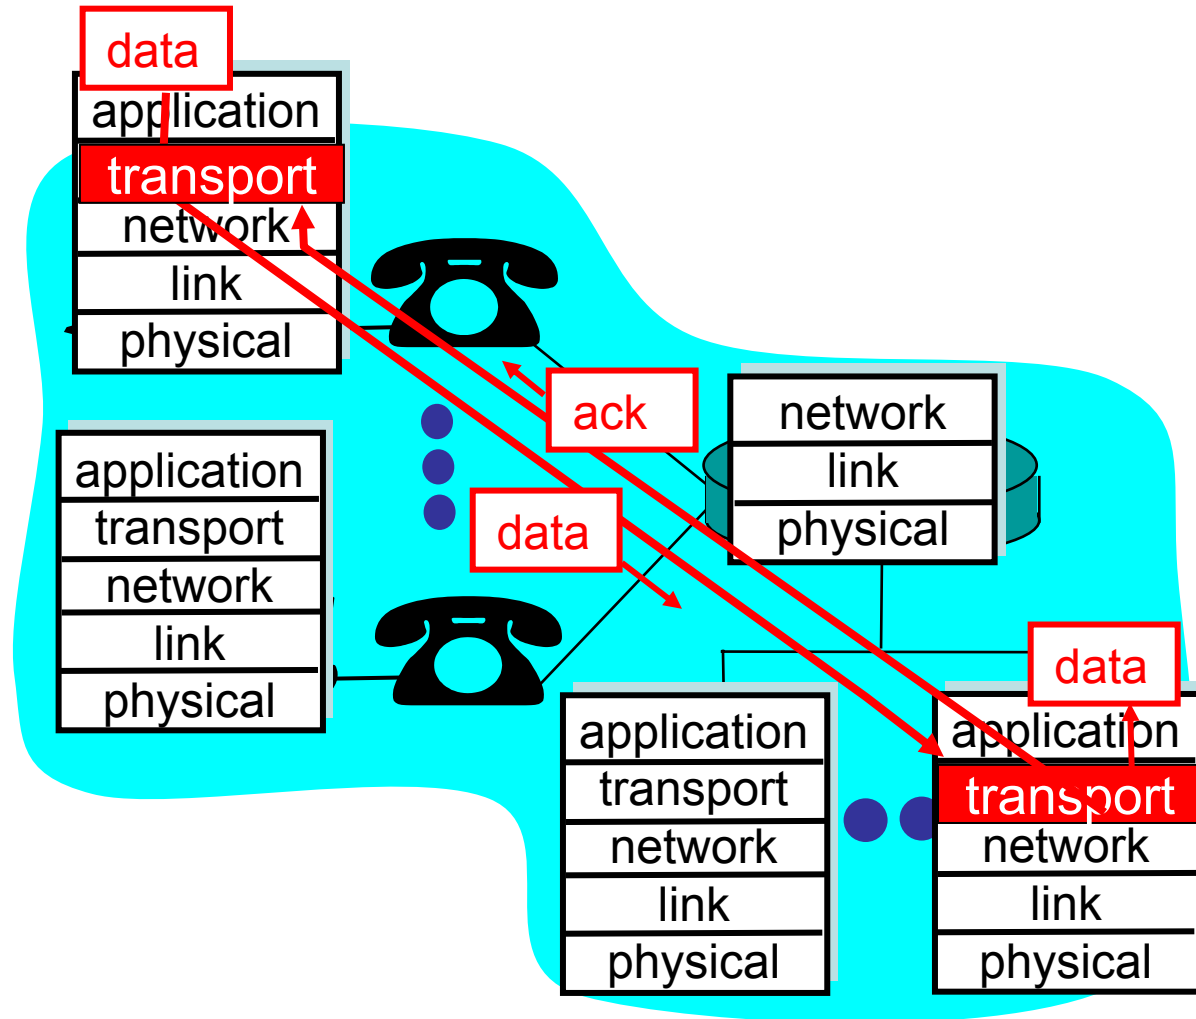 data
application
transport
network
link
physical
ack
network
link
physical
application
transport
network
link
physical
data
data
application
transport
network
link
physical
application
transport
network
link
physical